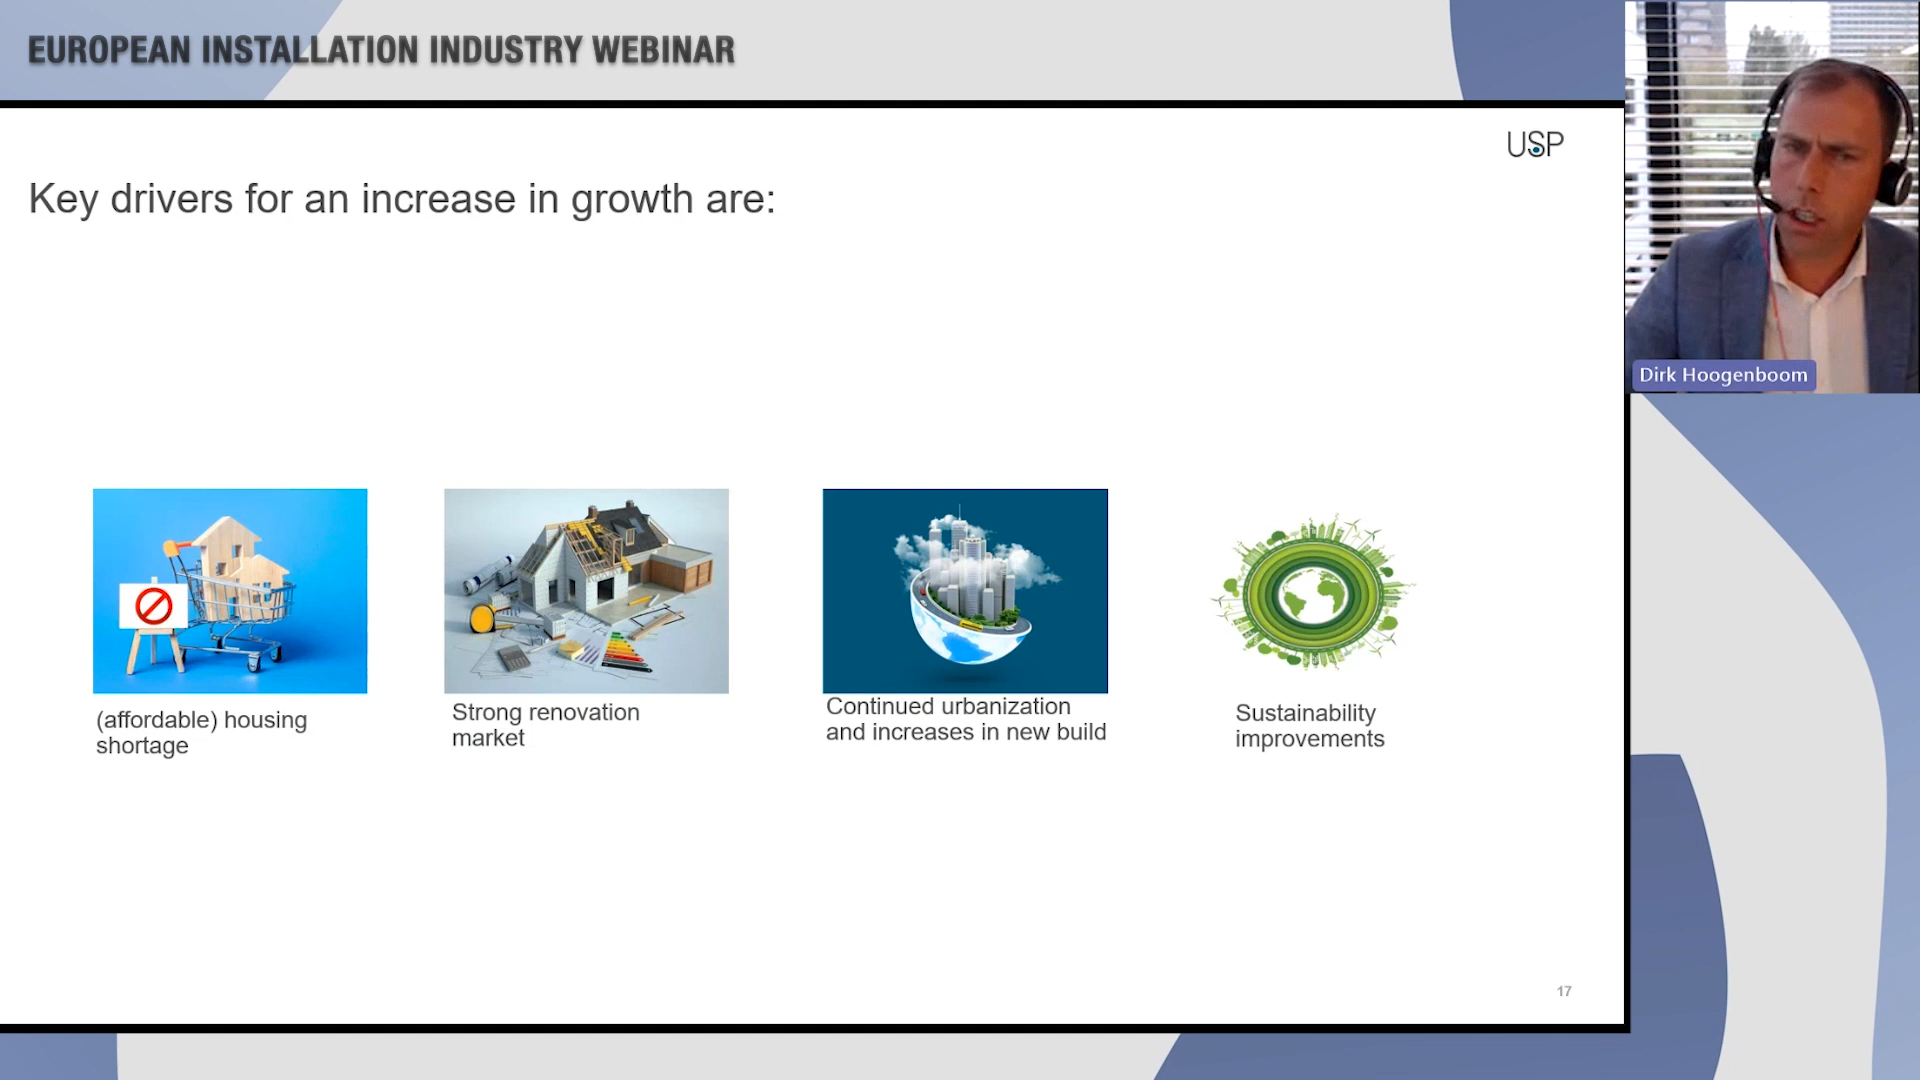 EUROPEAN INSTALLATION INDUSTRY WEBINAR
USP
Key drivers for an increase in growth are:
Dirk Hoogenboom
(affordable) housing
shortage
Strong renovation
market
Continued urbanization
and increases in new build
Sustainability
improvements
17